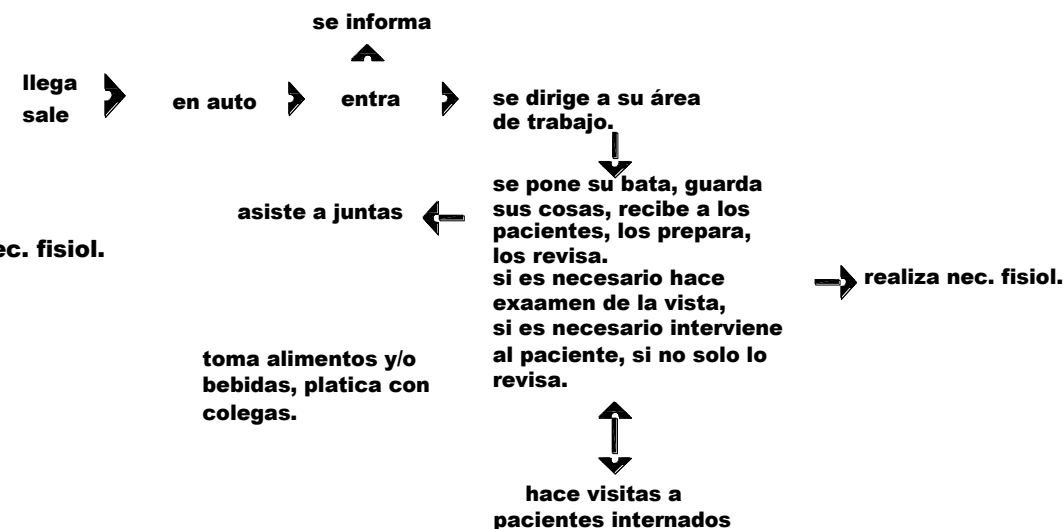 se informa
llega
sale
en auto
entra
se dirige a su área
de trabajo.
se pone su bata, guarda
sus cosas, recibe a los
pacientes, los prepara,
los revisa.
si es necesario hace
exaamen de la vista,
si es necesario interviene
al paciente, si no solo lo
revisa.
asiste a juntas
ec. fisiol.
realiza nec. fisiol.
toma alimentos y/o
bebidas, platica con
colegas.
hace visitas a
pacientes internados